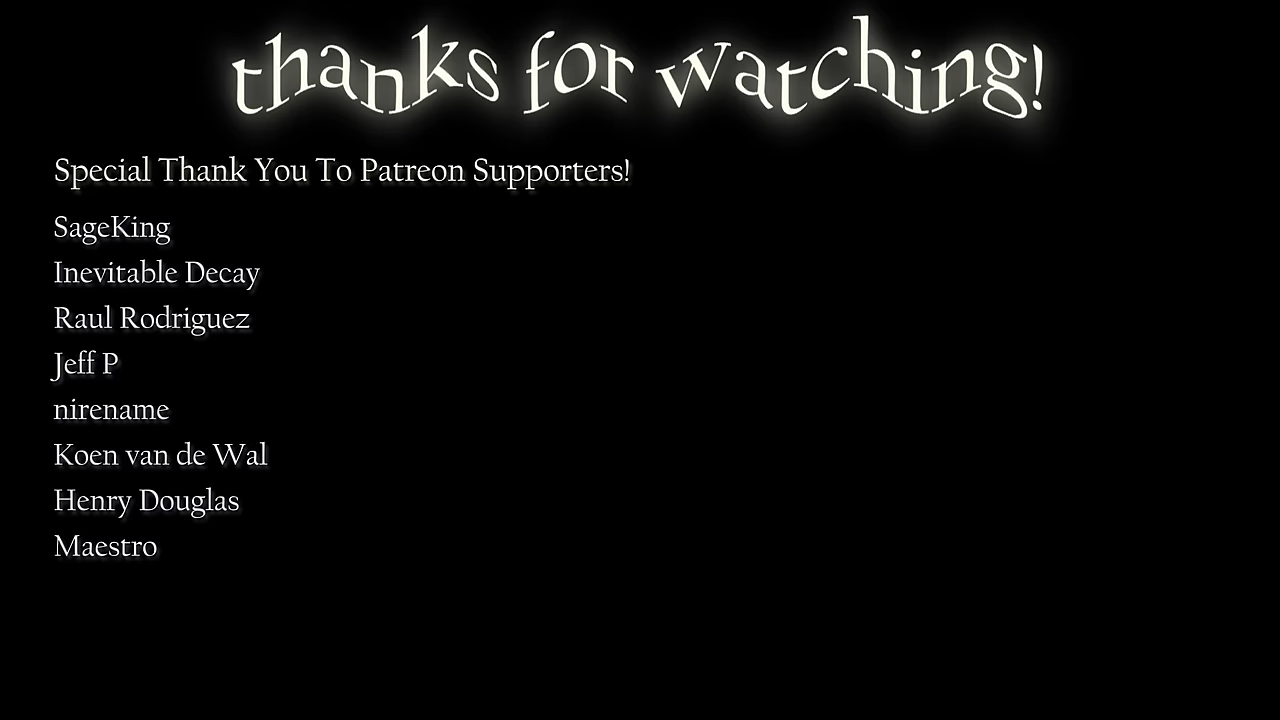 thanks for watching!
Special Thank You To Patreon Supporters!
SageKing
Inevitable Decay
Raul Rodriguez
Jeff P
nirename
Koen van de Wal
Henry Douglas
Maestro